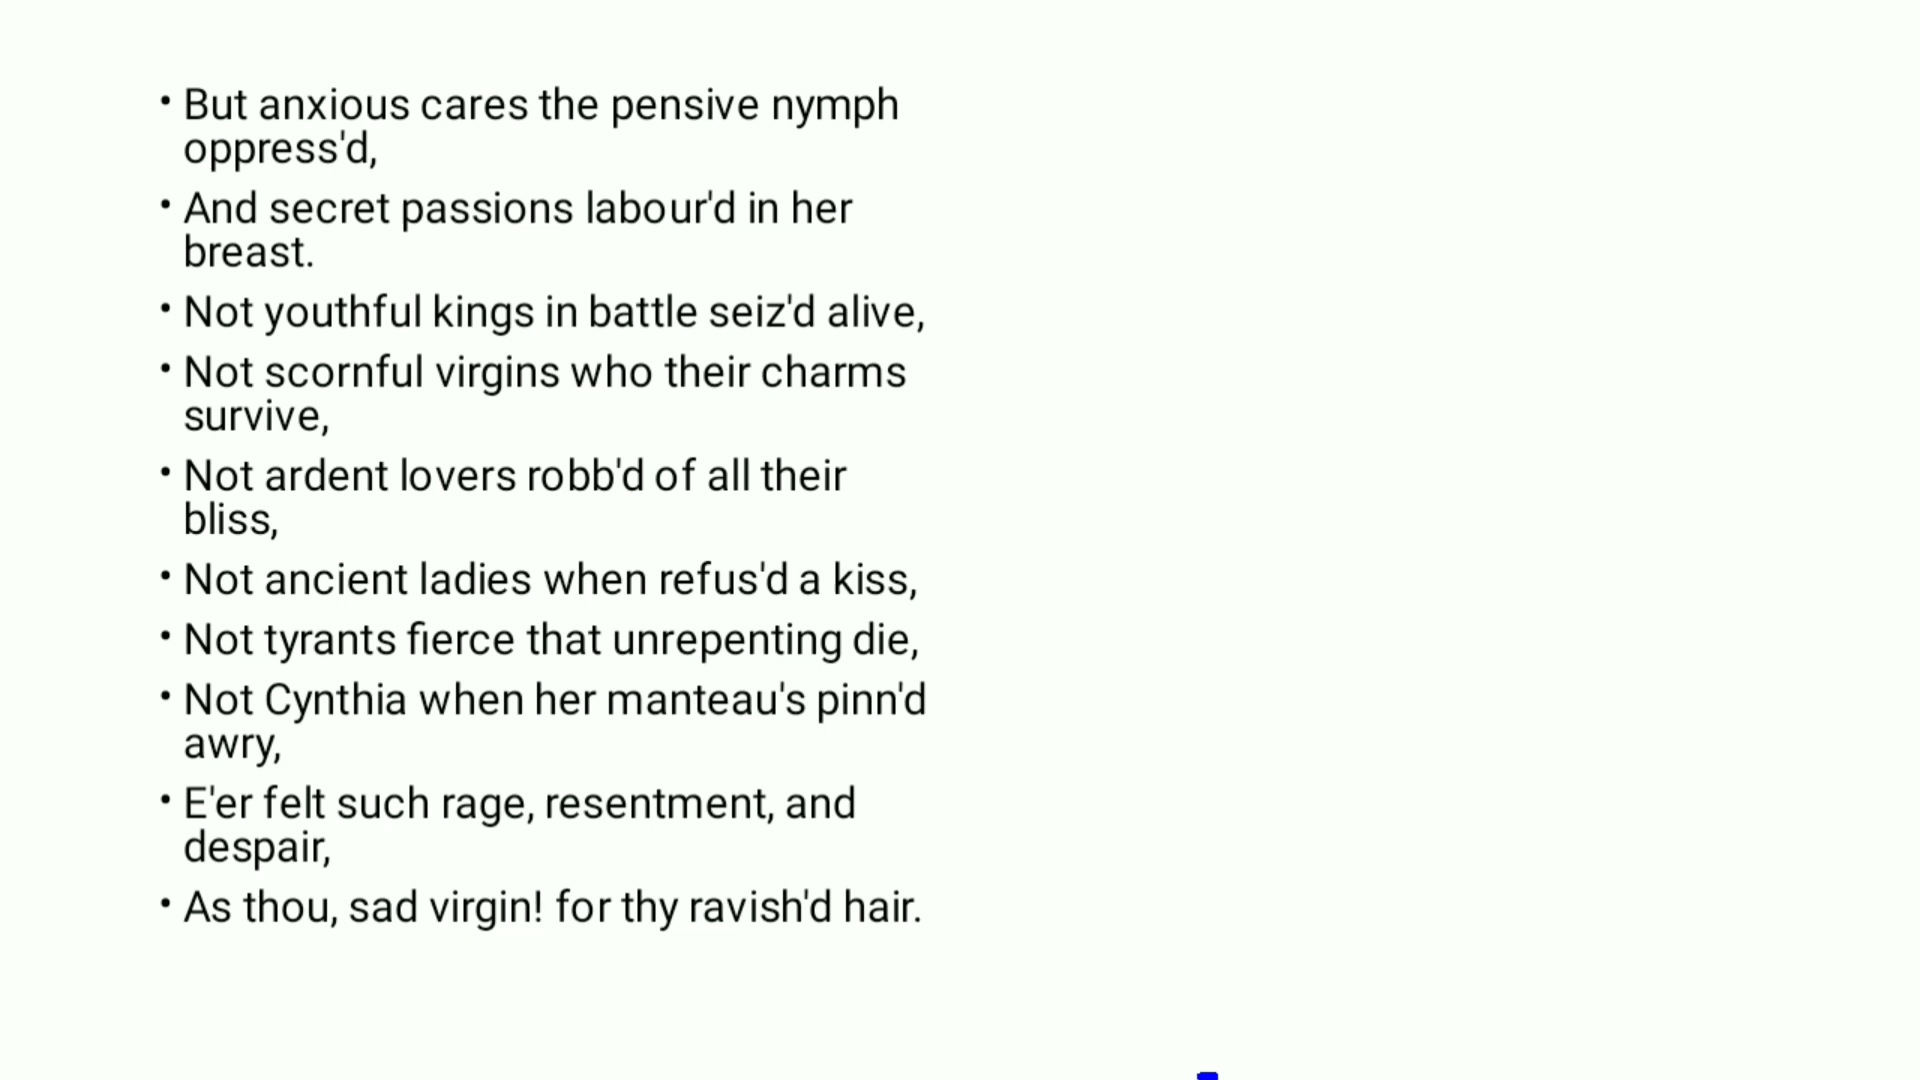 • But anxious cares the pensive nymph
oppress'd,
• And secret passions labour'd in her
breast.
• Not youthful kings in battle seiz'd alive,
• Not scornful virgins who their charms
survive,
• Not ardent lovers robb'd of all their
bliss,
• Not ancient ladies when refus'd a kiss,
• Not tyrants fierce that unrepenting die,
• Not Cynthia when her manteau's pinn'd
awry,
• E'er felt such rage, resentment, and
despair,
• As thou, sad virgin! for thy ravish'd hair.